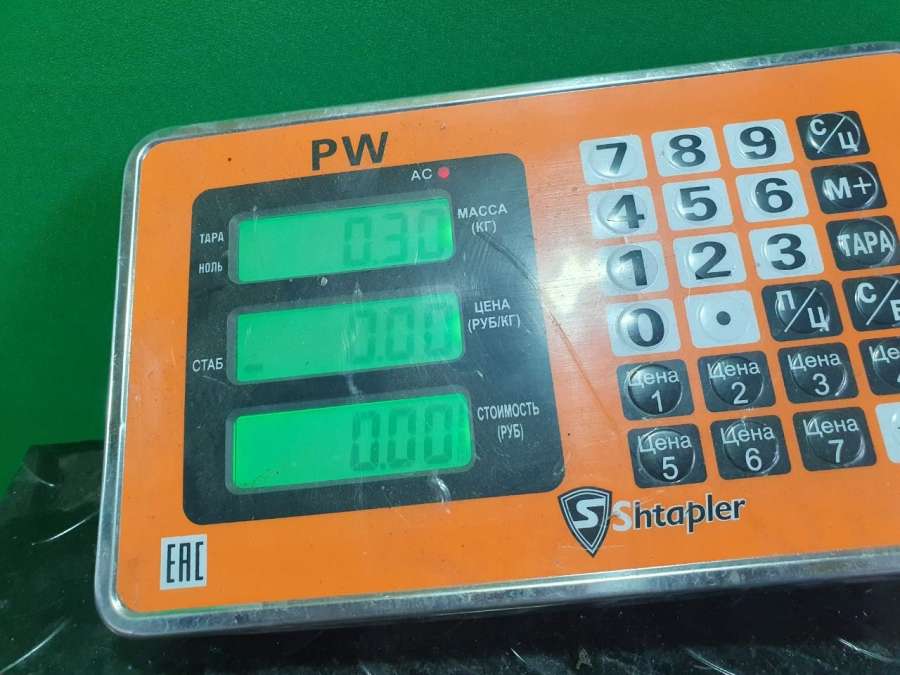 PW
AC
ТАРА
НОЛЬ
0.30
МАССА
(КГ)
СТАБ
0.00
ЦЕНА
(РУБ/КГ)
0.00
СТОИМОСТЬ
(РУБ)
7 8 9 С/Ц
4 5 6 M+
1 2 3 ТАРА
0 . П/Ц С/
Цена 1 Цена 2 Цена 3
Цена 5 Цена 6 Цена 7
S Shtapler
EAC